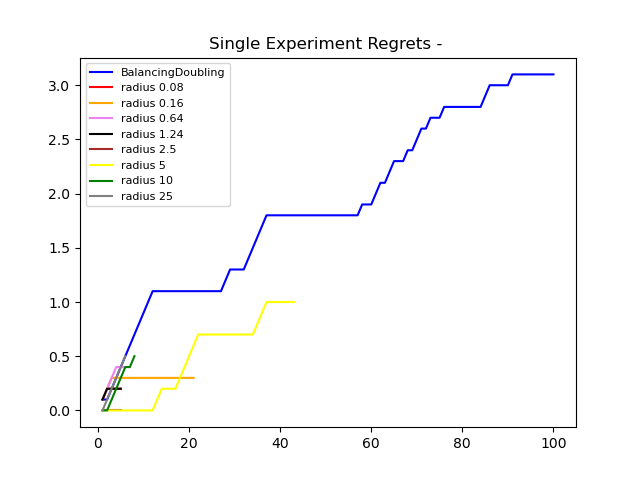 Single Experiment Regrets -
BalancingDoubling
radius 0.08
radius 0.16
radius 0.64
radius 1.24
radius 2.5
radius 5
radius 10
radius 25
3.0
2.5
2.0
1.5
1.0
0.5
0.0
0 20 40 60 80 100